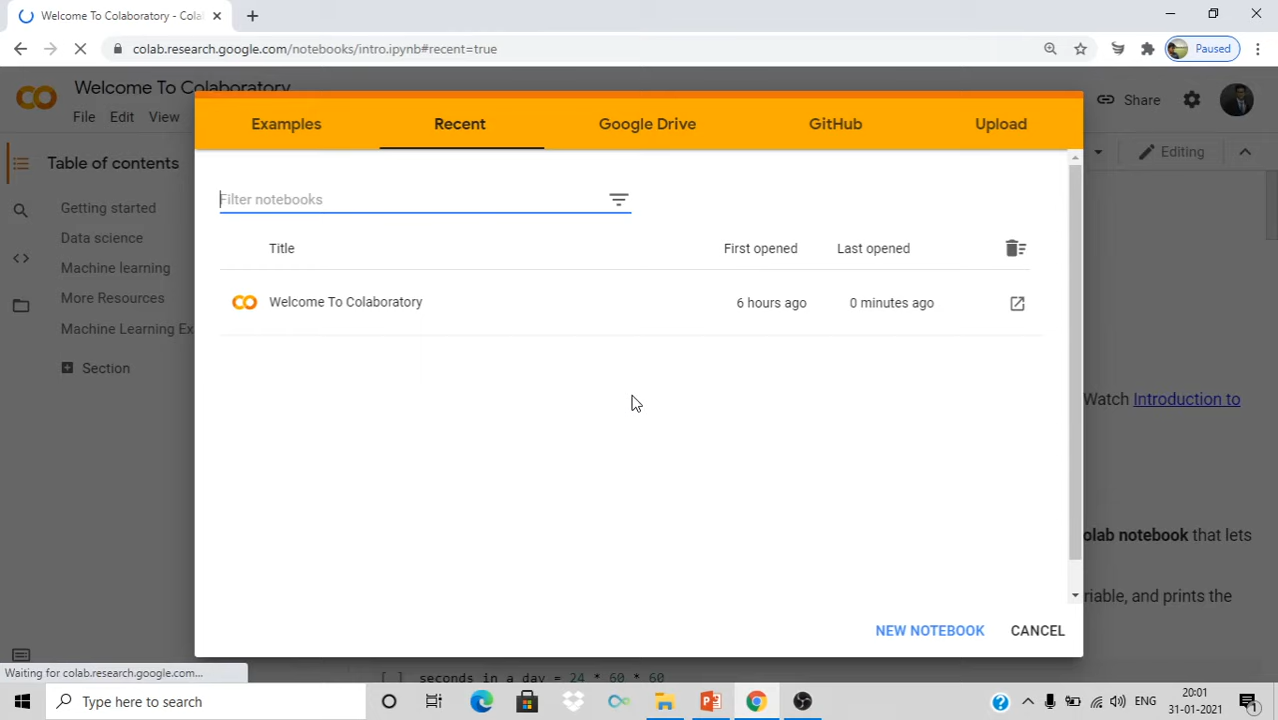 Welcome To Colaboratory - Cola
colab.research.google.com/notebooks/intro.ipynb#recent=true
Paused
Welcome To Colaboratory
File Edit View
Share
Examples Recent Google Drive GitHub Upload
Editing
Table of contents
Getting started
Data science
Machine learning
More Resources
Machine Learning Ex
Section
Filter notebooks
Title First opened Last opened
Welcome To Colaboratory 6 hours ago 0 minutes ago
Watch Introduction to
olab notebook that lets
riable, and prints the
NEW NOTEBOOK CANCEL
[ ] seconds in a day = 24 * 60 * 60
Waiting for colab.research.google.com...
Type here to search
ENG
20:01
31-01-2021
1